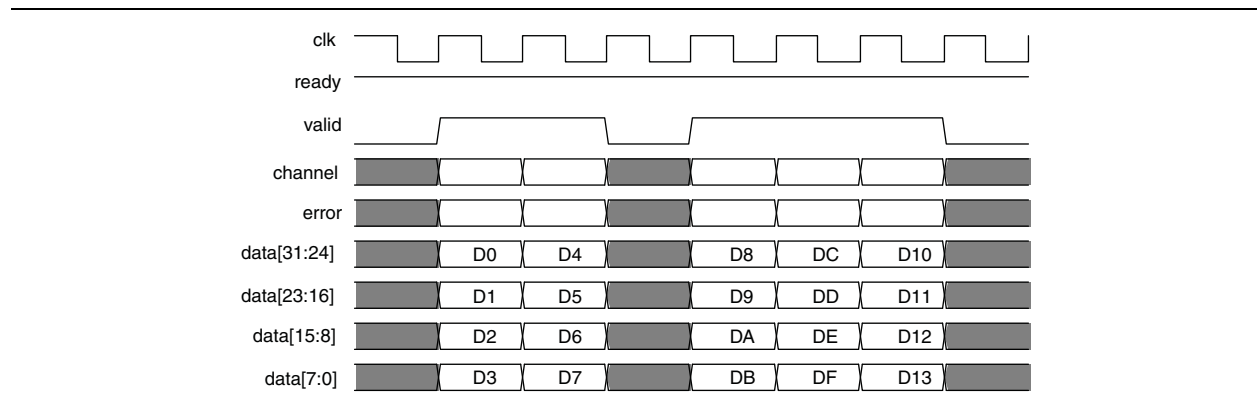 clk
ready
valid
channel
error
data[31:24] D0 D4 D8 DC D10
data[23:16] D1 D5 D9 DD D11
data[15:8] D2 D6 DA DE D12
data[7:0] D3 D7 DB DF D13